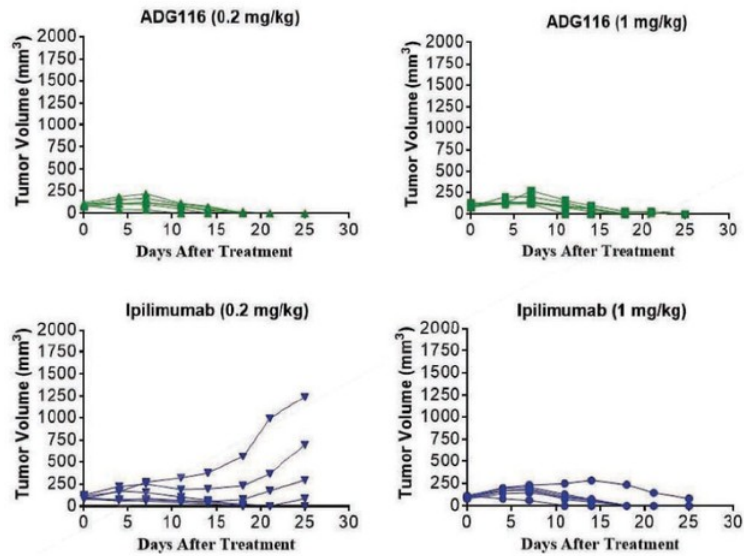 ADG116 (0.2 mg/kg)
Tumor Volume (mm³)
2000
1750
1500
1250
1000
750
500
250
0
0 5 10 15 20 25 30
Days After Treatment
ADG116 (1 mg/kg)
Tumor Volume (mm³)
2000
1750
1500
1250
1000
750
500
250
0
0 5 10 15 20 25 30
Days After Treatment
Ipilimumab (0.2 mg/kg)
Tumor Volume (mm³)
2000
1750
1500
1250
1000
750
500
250
0
0 5 10 15 20 25 30
Days After Treatment
Ipilimumab (1 mg/kg)
Tumor Volume (mm³)
2000
1750
1500
1250
1000
750
500
250
0
0 5 10 15 20 25 30
Days After Treatment